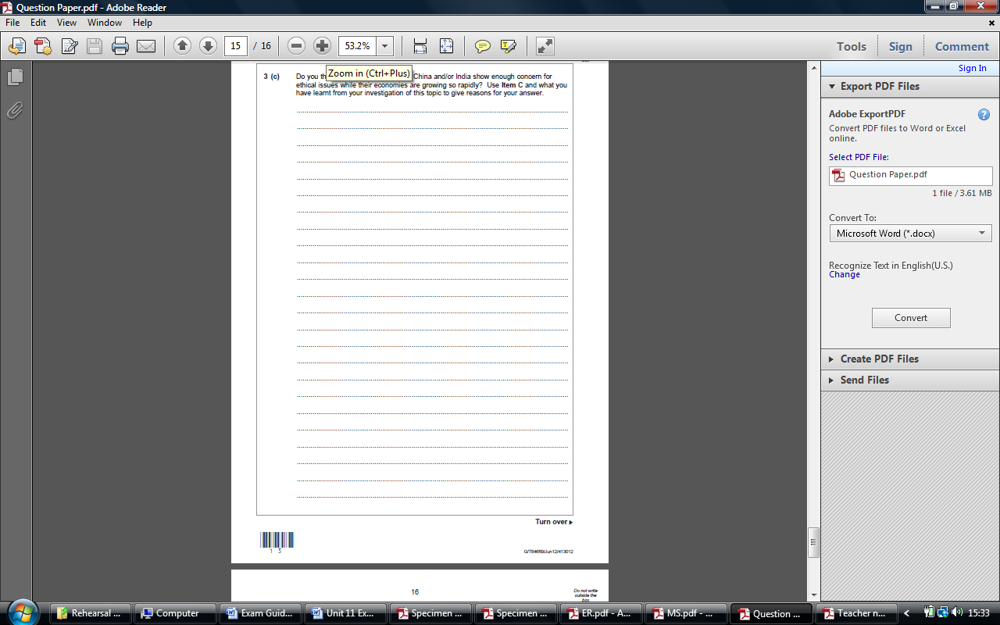 Question Paper.pdf - Adobe Reader
File Edit View Window Help
15 / 16 53.2% Tools Sign Comment
Zoom in (Ctrl+Plus)
Sign In
3 (c) Do you th China and/or India show enough concern for
ethical issues while their economies are growing so rapidly? Use Item C and what you
have learnt from your investigation of this topic to give reasons for your answer.
Turn over
1 5
G/T84659/Jun12/413012
16
Do not write
outside the
box
Export PDF Files
Adobe ExportPDF
Convert PDF files to Word or Excel
online.
Select PDF File:
Question Paper.pdf
1 file / 3.61 MB
Convert To:
Microsoft Word (*.docx)
Recognize Text in English(U.S.)
Change
Convert
Create PDF Files
Send Files
Rehearsal ... Computer Exam Guid... Unit 11 Ex... Specimen ... Specimen ... ER.pdf - A... MS.pdf - ... Question ... Teacher n... 15:33